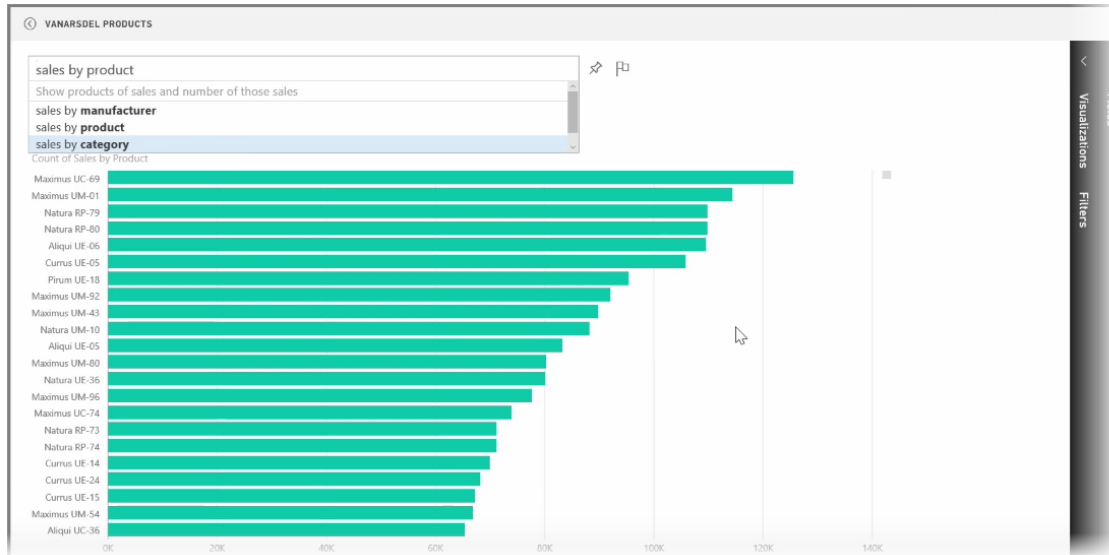 VANARSDEL PRODUCTS
sales by product
Show products of sales and number of those sales
sales by manufacturer
sales by product
sales by category
Count of Sales by Product
Maximus UC-69
Maximus UM-01
Natura RP-79
Natura RP-80
Aliqui UE-06
Currus UE-05
Pirum UE-18
Maximus UM-92
Maximus UM-43
Natura UM-10
Aliqui UE-05
Maximus UM-80
Natura UE-36
Maximus UM-96
Maximus UC-74
Natura RP-73
Natura RP-74
Currus UE-14
Currus UE-24
Currus UE-15
Maximus UM-54
Aliqui UC-36
0K 20K 40K 60K 80K 100K 120K 140K
Visualizations
Filters